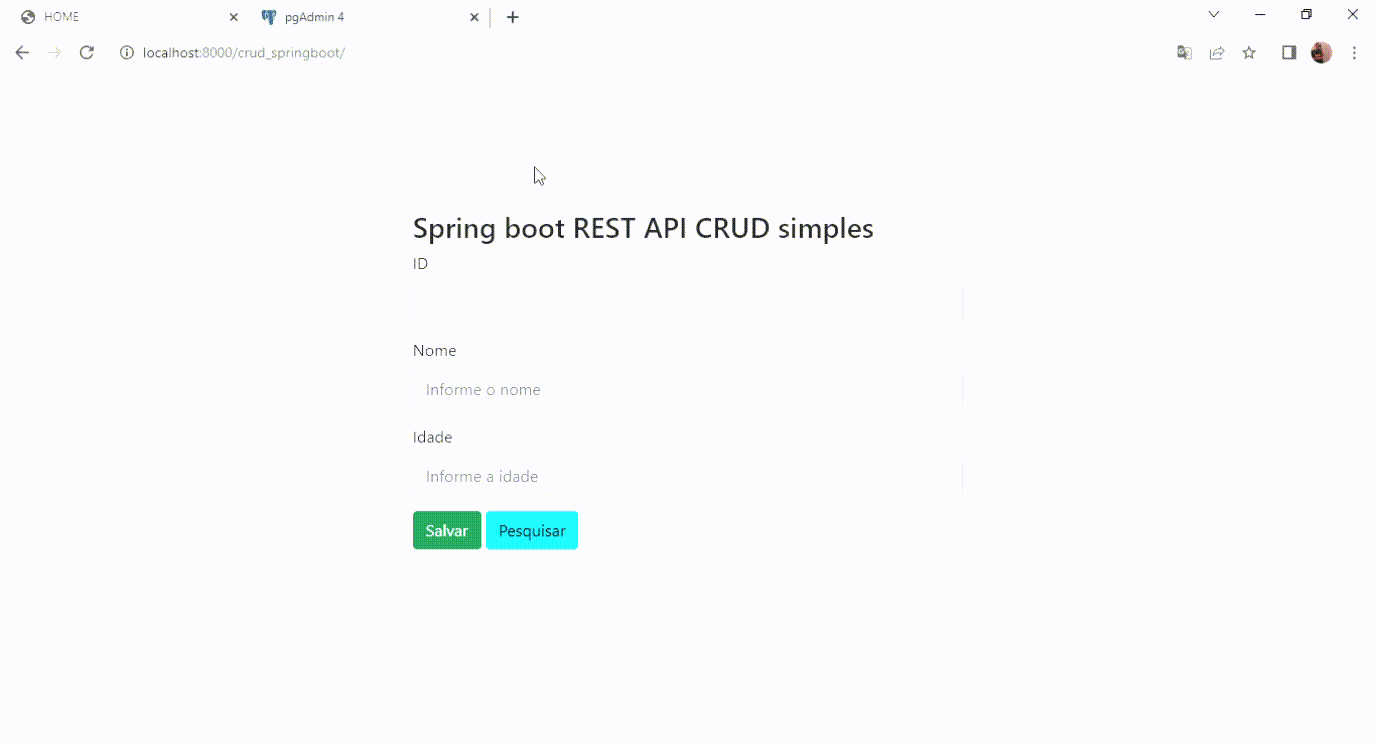 HOME
pgAdmin 4
localhost:8000/crud_springboot/
Spring boot REST API CRUD simples
ID
Nome
Informe o nome
Idade
Informe a idade
Salvar Pesquisar